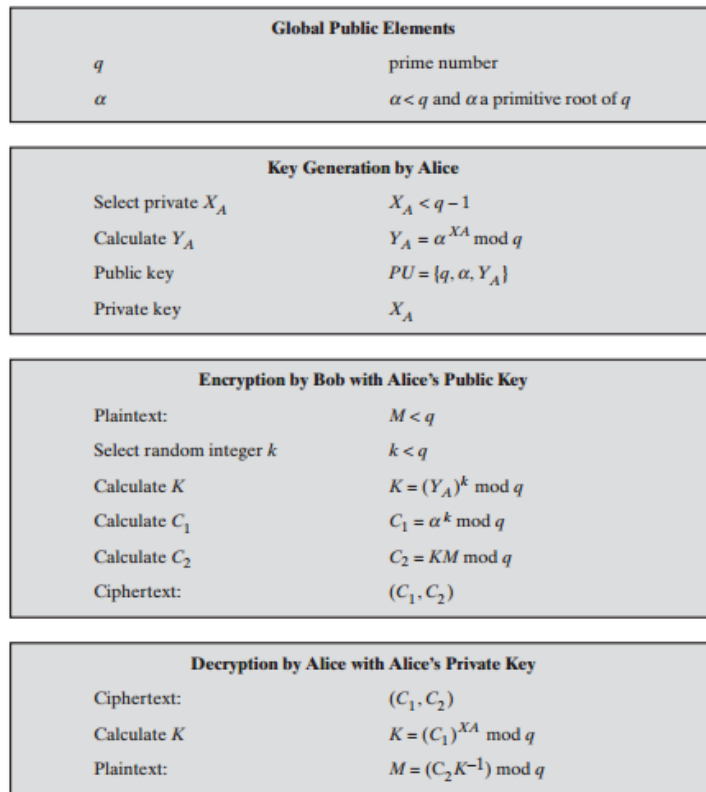 Global Public Elements
q prime number
α α < q and α a primitive root of q
Key Generation by Alice
Select private X_A X_A < q – 1
Calculate Y_A Y_A = α^XA mod q
Public key PU = {q, α, Y_A}
Private key X_A
Encryption by Bob with Alice's Public Key
Plaintext: M < q
Select random integer k k < q
Calculate K K = (Y_A)^k mod q
Calculate C_1 C_1 = α^k mod q
Calculate C_2 C_2 = KM mod q
Ciphertext: (C_1, C_2)
Decryption by Alice with Alice's Private Key
Ciphertext: (C_1, C_2)
Calculate K K = (C_1)^XA mod q
Plaintext: M = (C_2K^–1) mod q